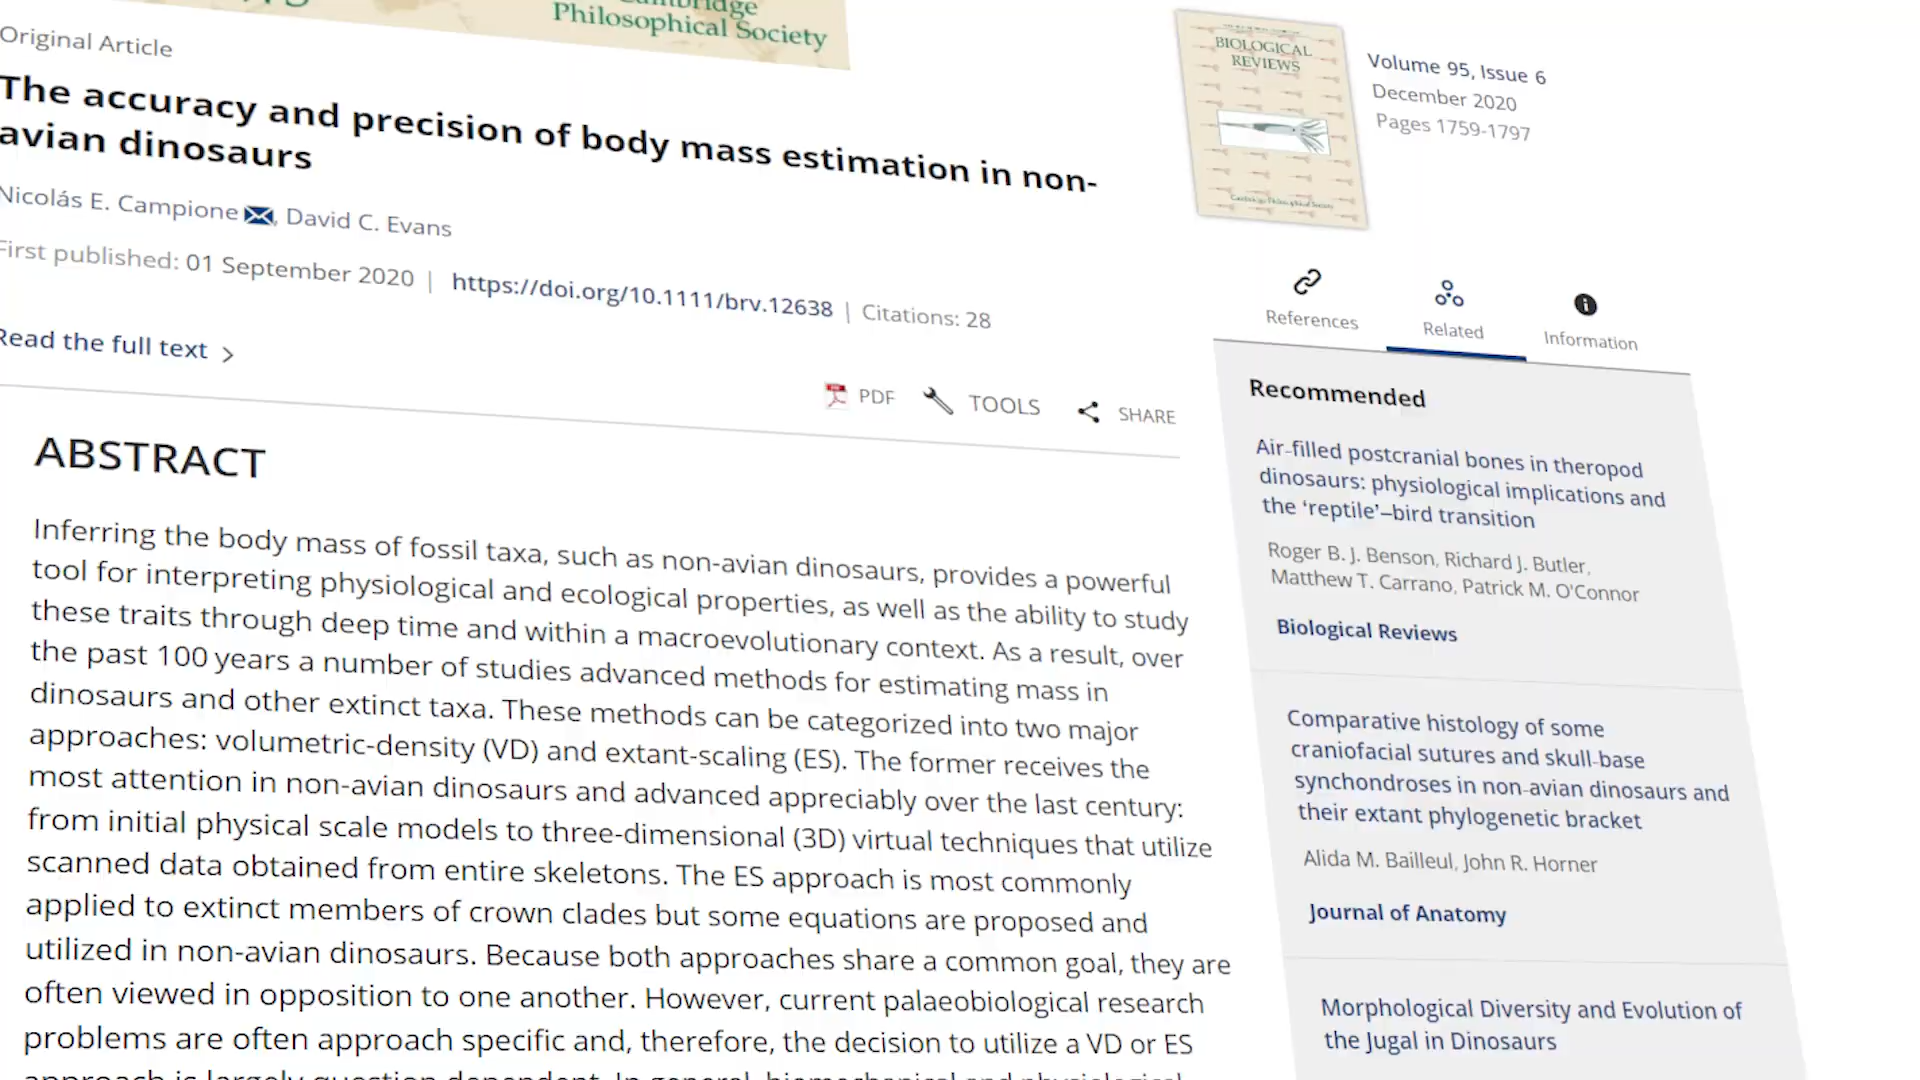 Philosophical Society
Original Article
The accuracy and precision of body mass estimation in non-
avian dinosaurs
Nicolás E. Campione, David C. Evans
First published: 01 September 2020 | https://doi.org/10.1111/brv.12638 | Citations: 28
Read the full text
PDF TOOLS SHARE
ABSTRACT
Inferring the body mass of fossil taxa, such as non-avian dinosaurs, provides a powerful
tool for interpreting physiological and ecological properties, as well as the ability to study
these traits through deep time and within a macroevolutionary context. As a result, over
the past 100 years a number of studies advanced methods for estimating mass in
dinosaurs and other extinct taxa. These methods can be categorized into two major
approaches: volumetric-density (VD) and extant-scaling (ES). The former receives the
most attention in non-avian dinosaurs and advanced appreciably over the last century:
from initial physical scale models to three-dimensional (3D) virtual techniques that utilize
scanned data obtained from entire skeletons. The ES approach is most commonly
applied to extinct members of crown clades but some equations are proposed and
utilized in non-avian dinosaurs. Because both approaches share a common goal, they are
often viewed in opposition to one another. However, current palaeobiological research
problems are often approach specific and, therefore, the decision to utilize a VD or ES
BIOLOGICAL
REVIEWS
Cambridge Philosophical Society
Volume 95, Issue 6
December 2020
Pages 1759-1797
References
Related
Information
Recommended
Air-filled postcranial bones in theropod
dinosaurs: physiological implications and
the ‘reptile’–bird transition
Roger B. J. Benson, Richard J. Butler,
Matthew T. Carrano, Patrick M. O'Connor
Biological Reviews
Comparative histology of some
craniofacial sutures and skull-base
synchondroses in non-avian dinosaurs and
their extant phylogenetic bracket
Alida M. Bailleul, John R. Horner
Journal of Anatomy
Morphological Diversity and Evolution of
the Jugal in Dinosaurs